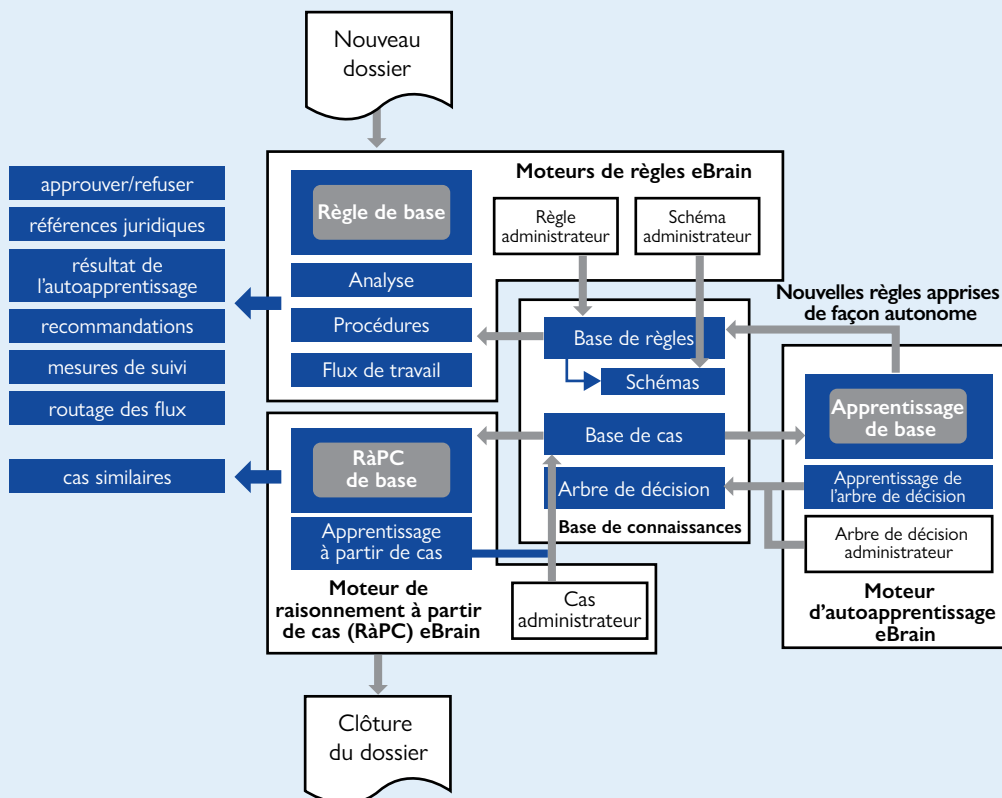 Nouveau
dossier
Moteurs de règles eBrain
Règle de base
Règle
administrateur
Schéma
administrateur
approuver/refuser
références juridiques
résultat de
l'autoapprentissage
recommandations
mesures de suivi
routage des flux
Analyse
Procédures
Flux de travail
Nouvelles règles apprises
de façon autonome
Base de règles
Schémas
Base de cas
Arbre de décision
Base de connaissances
Apprentissage
de base
Apprentissage de
l'arbre de décision
Arbre de décision
administrateur
Moteur
d'autoapprentissage
eBrain
cas similaires
RàPC
de base
Apprentissage
à partir de cas
Moteur de
raisonnement à partir
de cas (RàPC) eBrain
Cas
administrateur
Clôture
du dossier